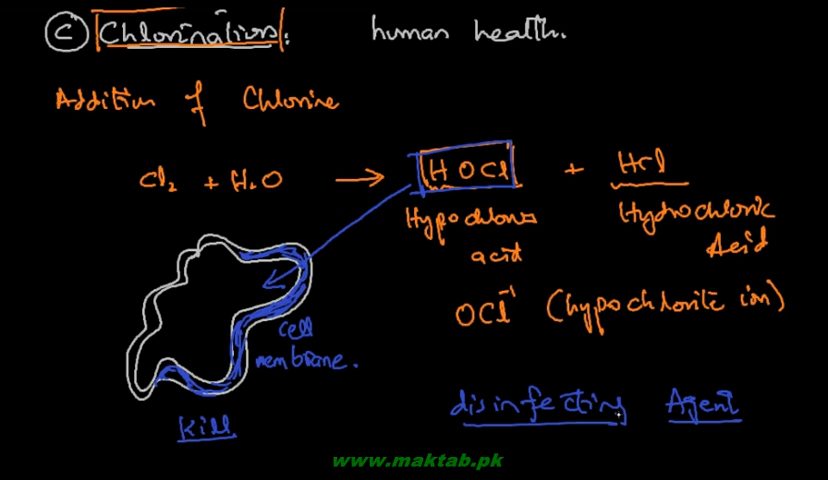 C Chlorination: human health.
Addition of Chlorine
Cl₂ + H₂O → HOCl + HCl
Hypochlorous acid
Hydrochloric Acid
OCl⁻¹ (hypochlorite ion)
cell membrane.
Kill
disinfecting Agent
www.maktab.pk